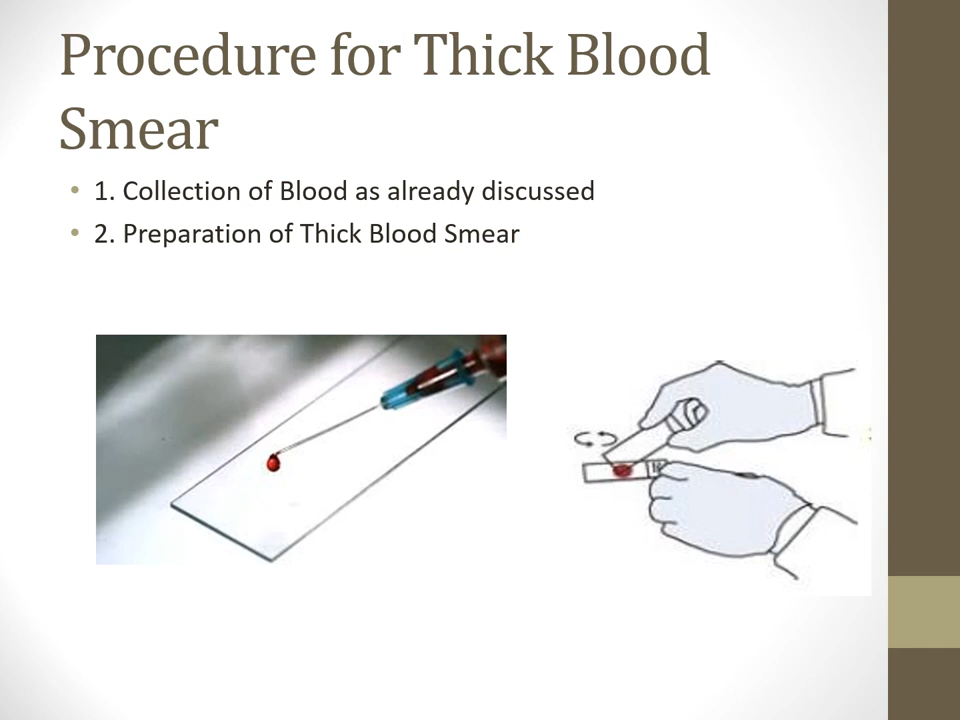 Procedure for Thick Blood
Smear
• 1. Collection of Blood as already discussed
• 2. Preparation of Thick Blood Smear